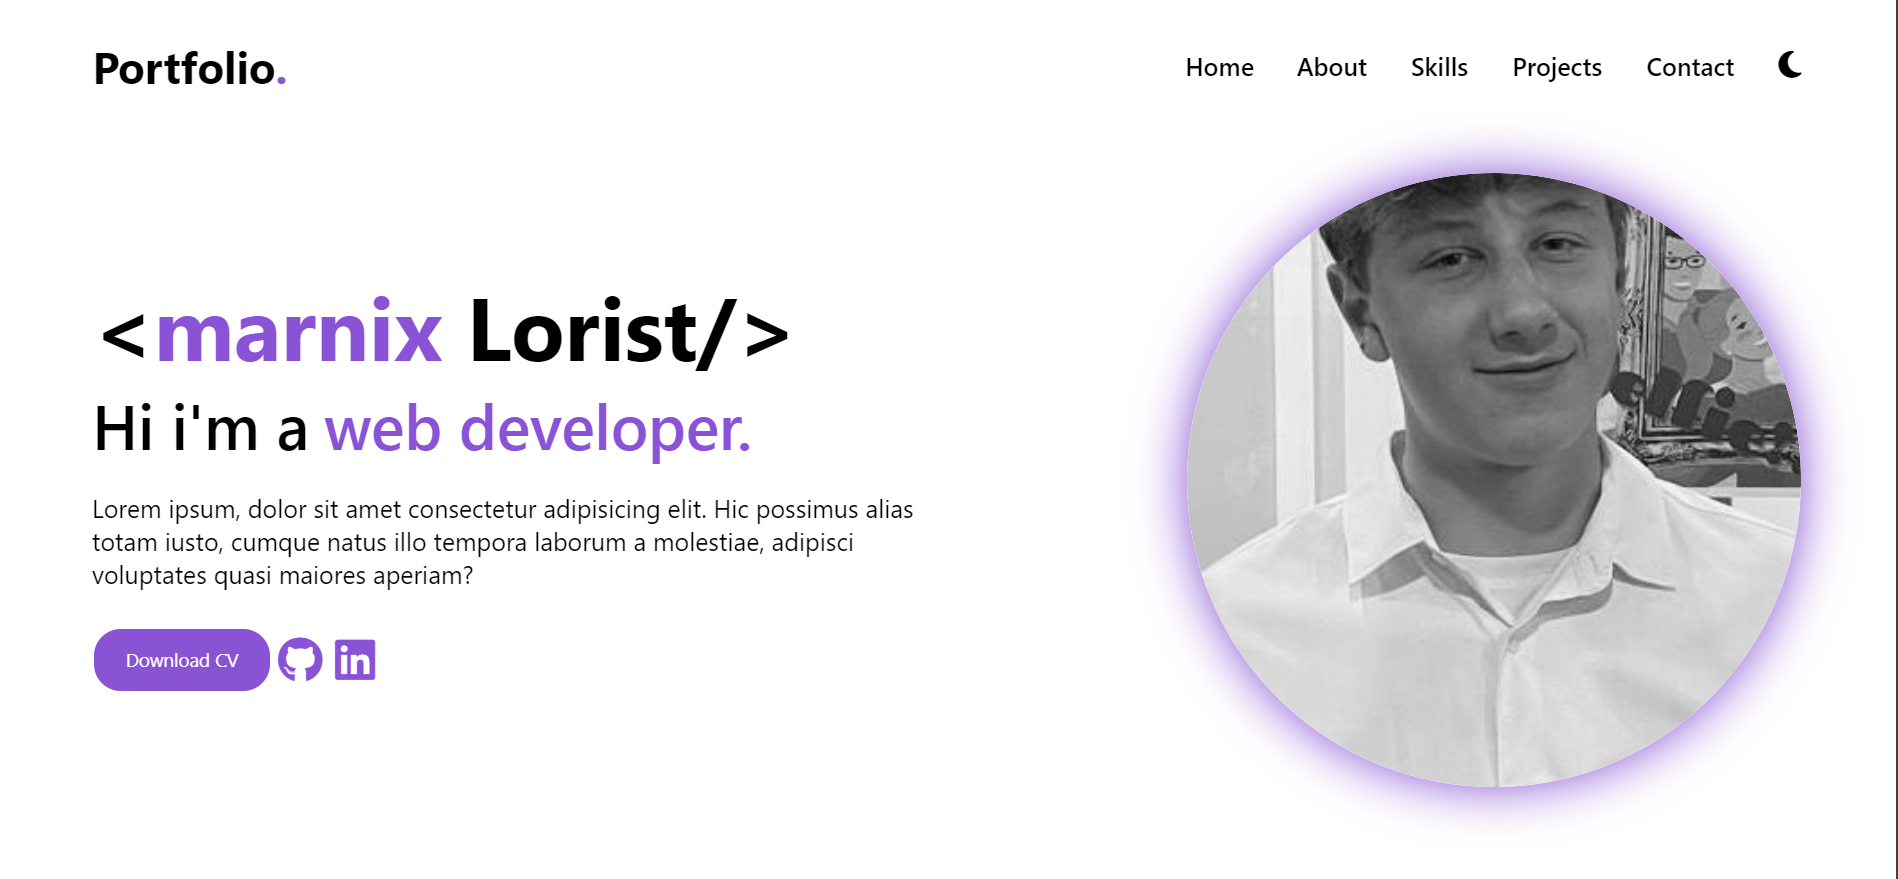 Portfolio.
Home About Skills Projects Contact
<marnix Lorist/>
Hi i'm a web developer.
Lorem ipsum, dolor sit amet consectetur adipisicing elit. Hic possimus alias
totam iusto, cumque natus illo tempora laborum a molestiae, adipisci
voluptates quasi maiores aperiam?
Download CV
in